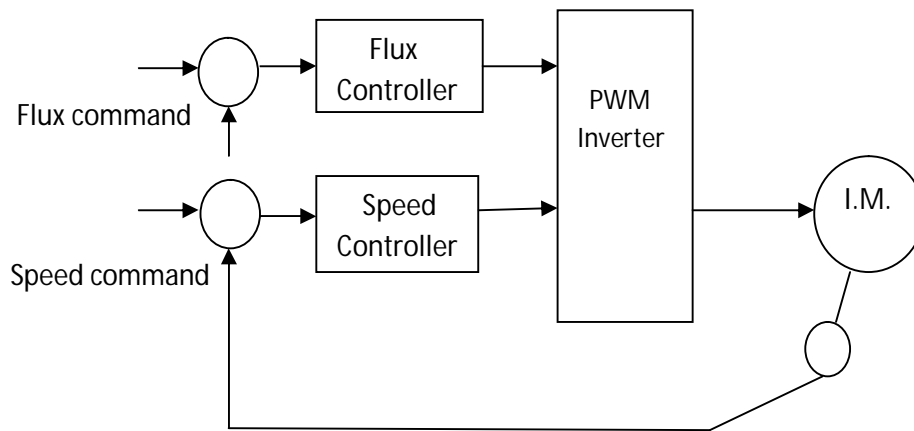 Flux
Controller
Flux command
PWM
Inverter
Speed
Controller
Speed command
I.M.